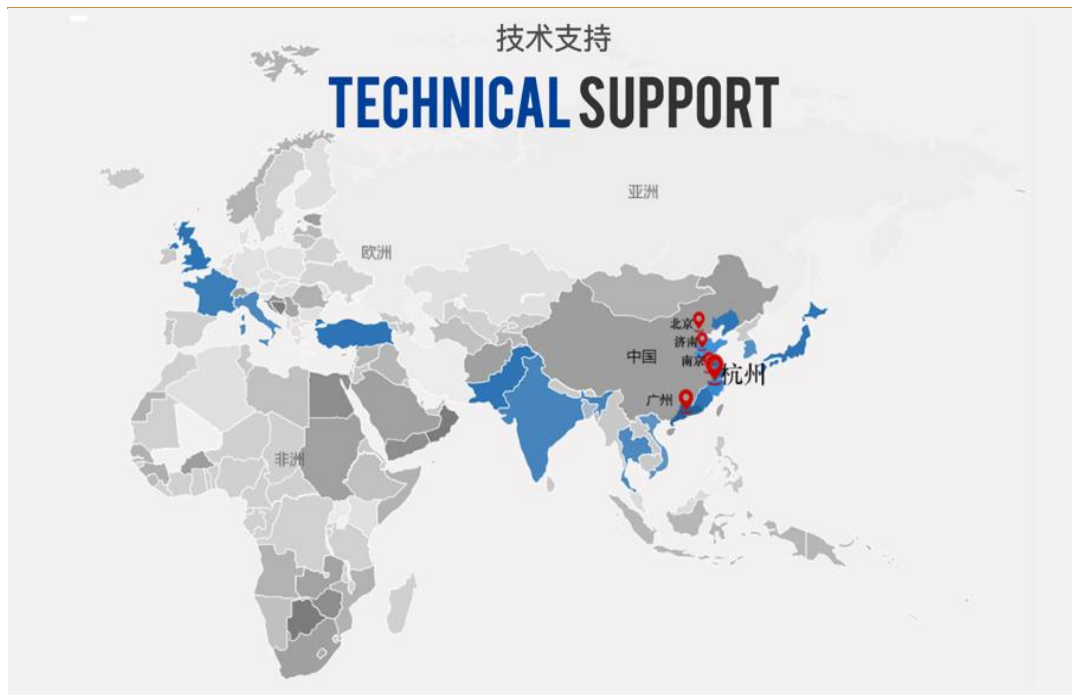 技术支持
TECHNICAL SUPPORT
亚洲
欧洲
北京
济南
中国
南京
杭州
广州
非洲